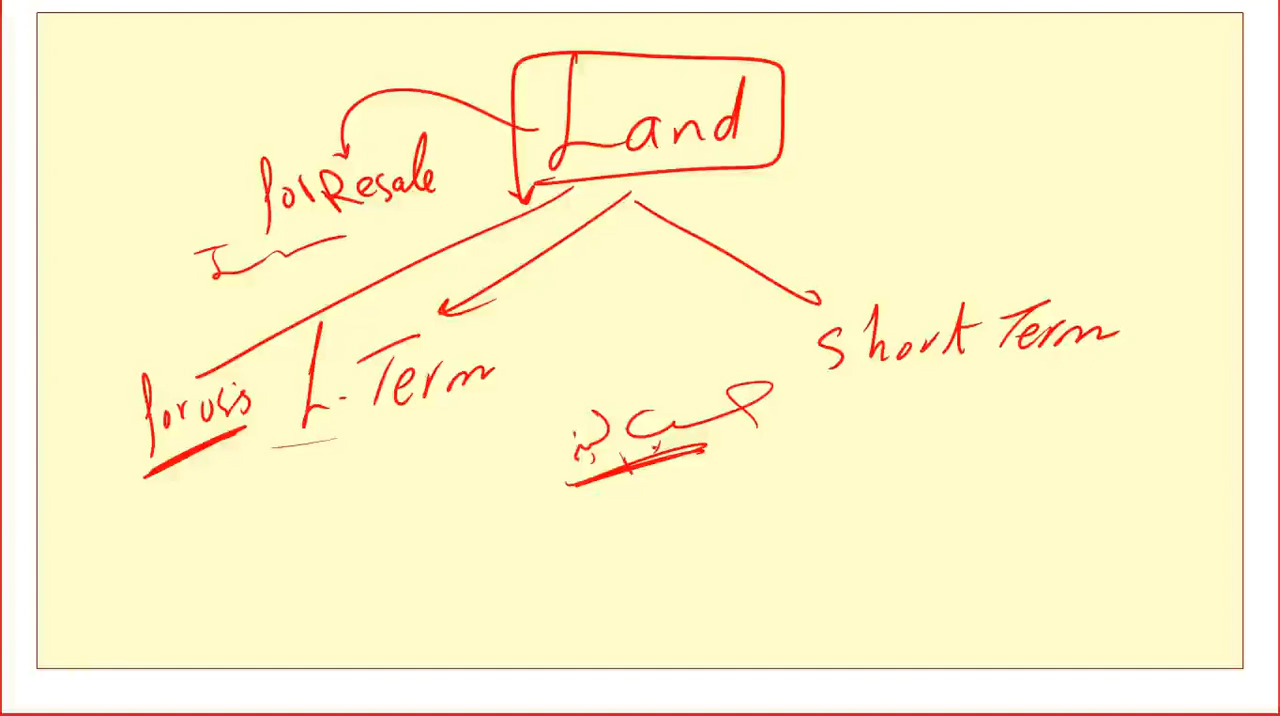 Land
for Resale
for use
L-Term
Short Term